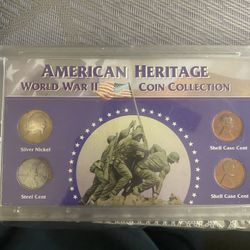 AMERICAN HERITAGE
WORLD WAR II COIN COLLECTION
Silver Nickel
Shell Case Cent
Steel Cent
Shell Case Cent